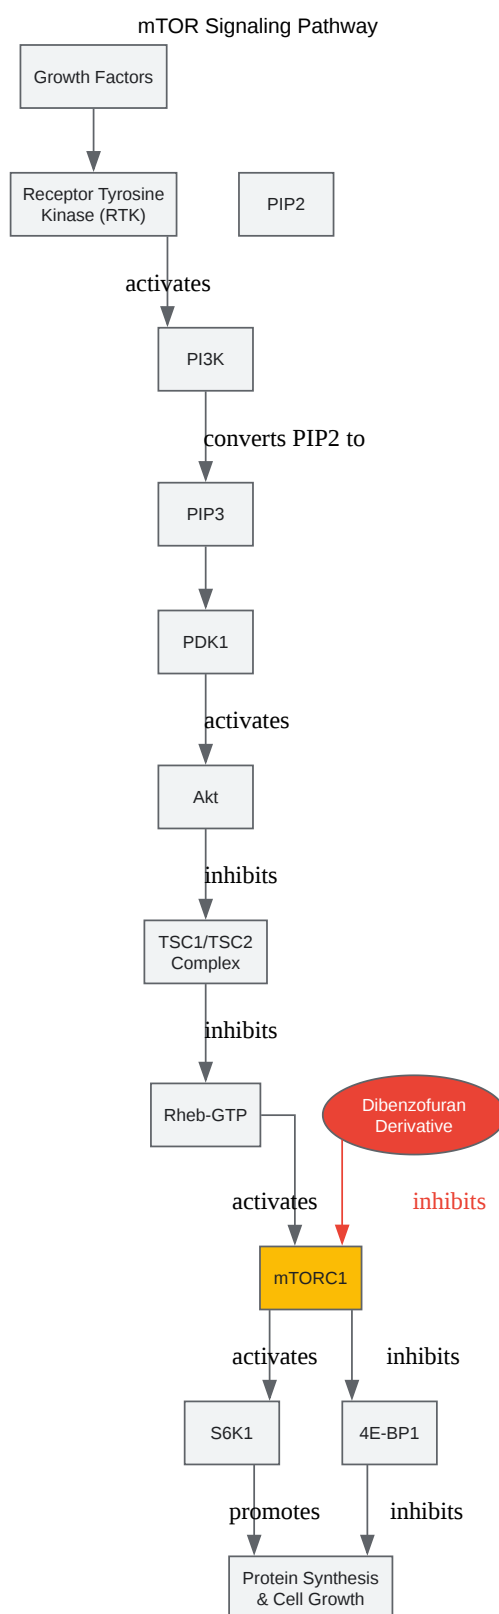 mTOR Signaling Pathway
Growth Factors
Receptor Tyrosine
Kinase (RTK)
PIP2
activates
PI3K
converts PIP2 to
PIP3
PDK1
activates
Akt
inhibits
TSC1/TSC2
Complex
inhibits
Rheb-GTP
Dibenzofuran
Derivative
activates
inhibits
mTORC1
activates
inhibits
S6K1
4E-BP1
promotes
inhibits
Protein Synthesis
& Cell Growth